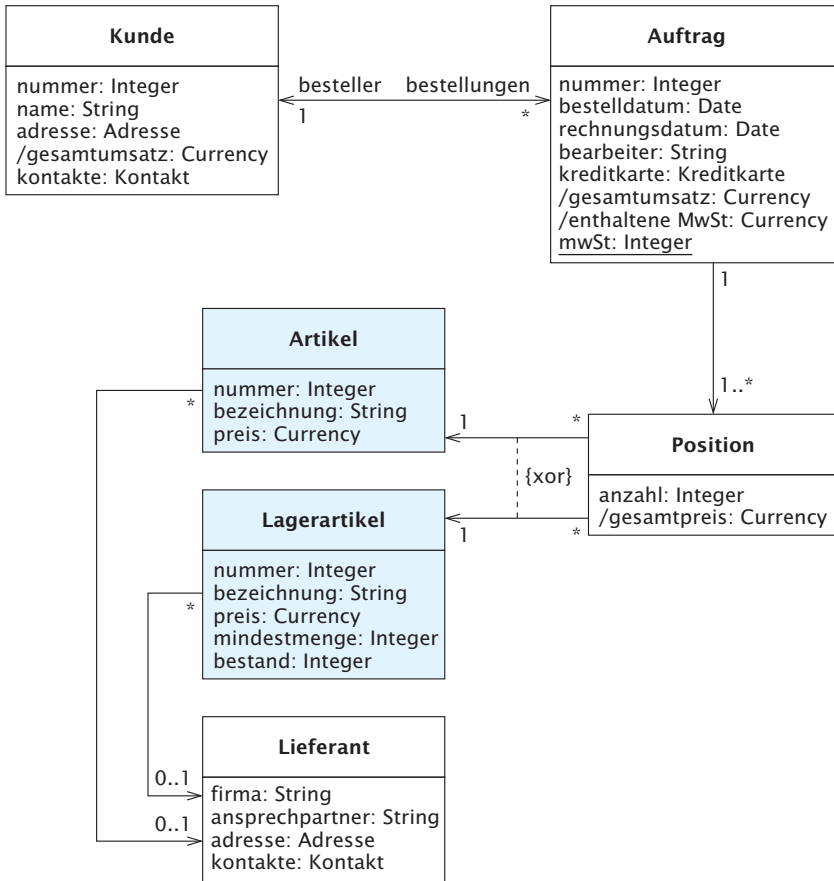 Kunde
nummer: Integer
name: String
adresse: Adresse
/gesamtumsatz: Currency
kontakte: Kontakt
besteller bestellungen
1 *
Auftrag
nummer: Integer
bestelldatum: Date
rechnungsdatum: Date
bearbeiter: String
kreditkarte: Kreditkarte
/gesamtumsatz: Currency
/enthaltene MwSt: Currency
mwSt: Integer
1
1..*
Artikel
nummer: Integer
bezeichnung: String
preis: Currency
*
1 *
{xor}
Position
anzahl: Integer
/gesamtpreis: Currency
1 *
Lagerartikel
nummer: Integer
bezeichnung: String
preis: Currency
mindestmenge: Integer
bestand: Integer
*
0..1
0..1
Lieferant
firma: String
ansprechpartner: String
adresse: Adresse
kontakte: Kontakt